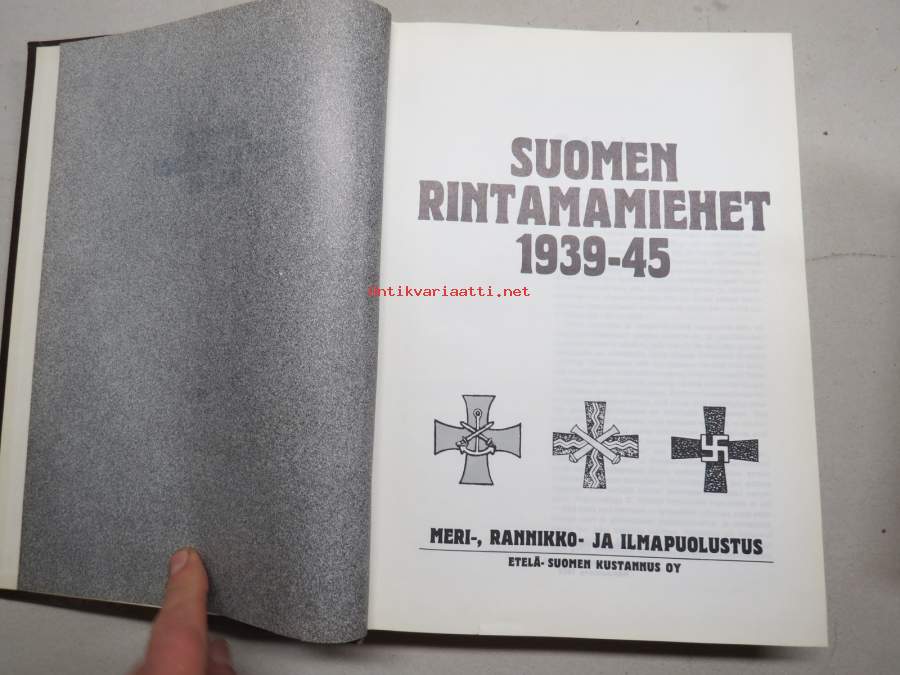 SUOMEN
RINTAMAMIEHET
1939-45
antikvariaatti.net
MERI-, RANNIKKO- JA ILMAPUOLUSTUS
ETELÄ- SUOMEN KUSTANNUS OY